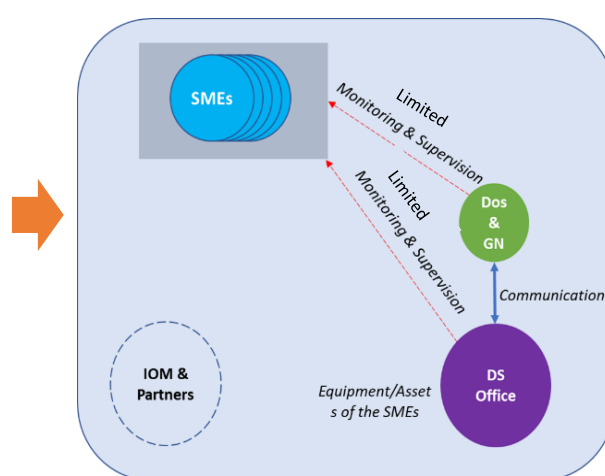 SMEs
Limited
Monitoring & Supervision
Limited
Monitoring & Supervision
Dos
&
GN
Communication
IOM &
Partners
Equipment/Asset
s of the SMEs
DS
Office